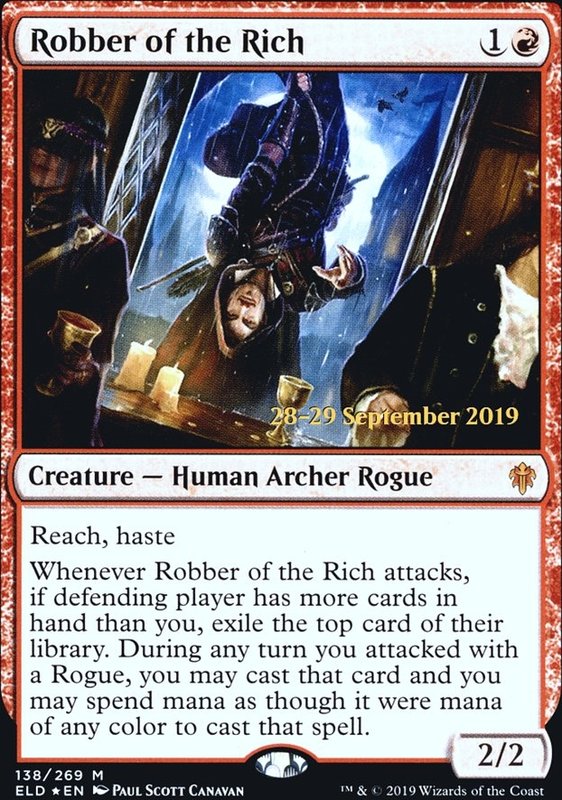 Robber of the Rich 1
28-29 September 2019
Creature — Human Archer Rogue
Reach, haste
Whenever Robber of the Rich attacks,
if defending player has more cards in
hand than you, exile the top card of their
library. During any turn you attacked with
a Rogue, you may cast that card and you
may spend mana as though it were mana
of any color to cast that spell.
2/2
138/269 M
ELD ★ EN Paul Scott Canavan
™ & © 2019 Wizards of the Coast